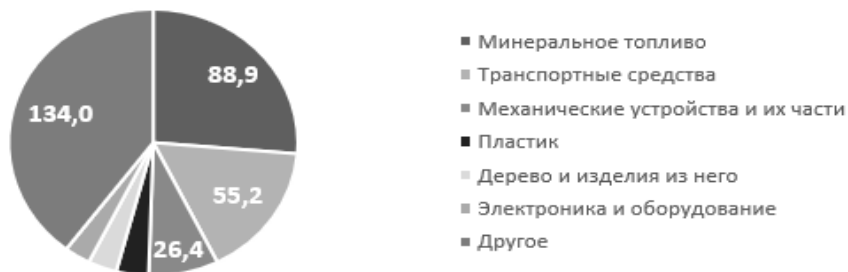 88,9
134,0
55,2
26,4
Минеральное топливо
Транспортные средства
Механические устройства и их части
Пластик
Дерево и изделия из него
Электроника и оборудование
Другое